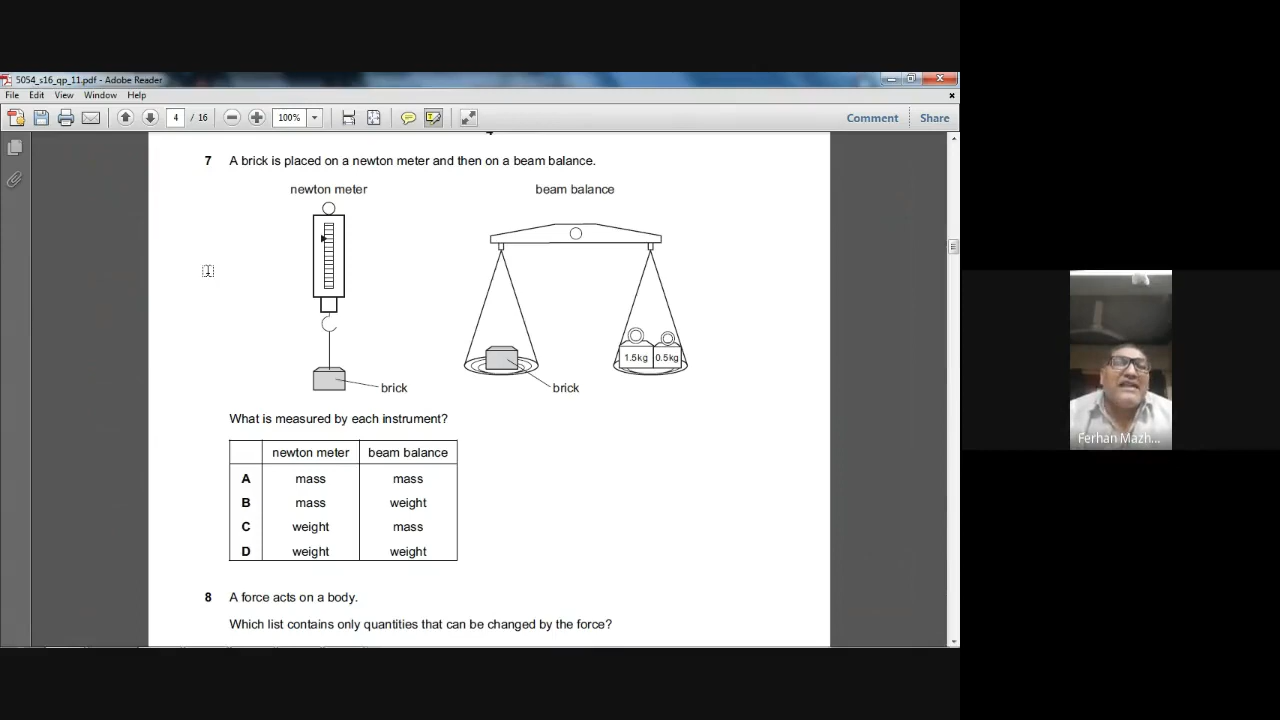 5054_s16_qp_11.pdf - Adobe Reader
File Edit View Window Help
4 / 16 100% Comment Share
4
7 A brick is placed on a newton meter and then on a beam balance.
newton meter beam balance
1.5kg 0.5kg
brick brick
What is measured by each instrument?
newton meter beam balance
A mass mass
B mass weight
C weight mass
D weight weight
8 A force acts on a body.
Which list contains only quantities that can be changed by the force?
Ferhan Mazh...